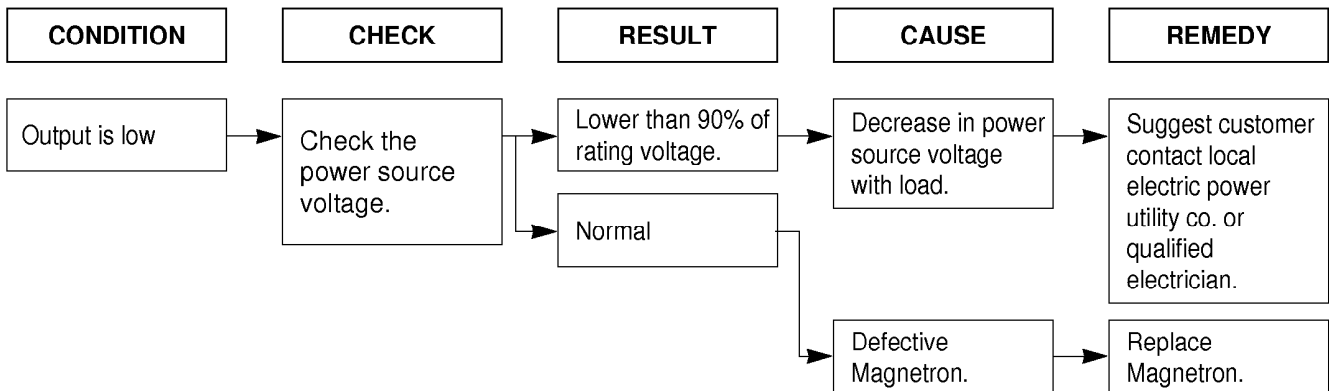 CONDITION
CHECK
RESULT
CAUSE
REMEDY
Output is low
Check the
power source
voltage.
Lower than 90% of
rating voltage.
Decrease in power
source voltage
with load.
Suggest customer
contact local
electric power
utility co. or
qualified
electrician.
Normal
Defective
Magnetron.
Replace
Magnetron.